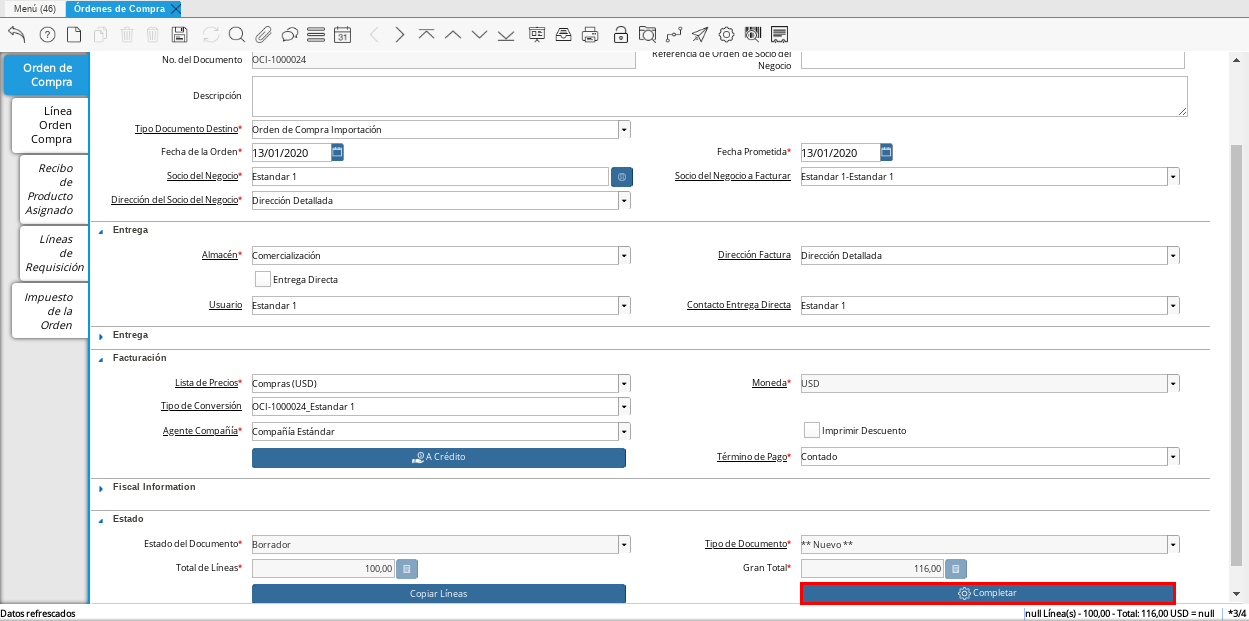 Menú (46)
Órdenes de Compra
31
Orden de
Compra
Línea
Orden
Compra
Recibo
de
Producto
Asignado
Líneas
de
Requisición
Impuesto
de la
Orden
No. del Documento OCI-1000024
Referencia de Orden de Socio del
Negocio
Descripción
Tipo Documento Destino* Orden de Compra Importación
Fecha de la Orden* 13/01/2020 Fecha Prometida* 13/01/2020
Socio del Negocio* Estandar 1 Socio del Negocio a Facturar Estandar 1-Estandar 1
Dirección del Socio del Negocio* Dirección Detallada
Entrega
Almacén* Comercialización Dirección Factura Dirección Detallada
Entrega Directa
Usuario Estandar 1 Contacto Entrega Directa Estandar 1
Entrega
Facturación
Lista de Precios* Compras (USD) Moneda* USD
Tipo de Conversión OCI-1000024_Estandar 1
Agente Compañía* Compañía Estándar Imprimir Descuento
A Crédito Término de Pago* Contado
Fiscal Information
Estado
Estado del Documento* Borrador Tipo de Documento* ** Nuevo **
Total de Líneas* 100,00 Gran Total* 116,00
Copiar Líneas Completar
Datos refrescados null Línea(s) - 100,00 - Total: 116,00 USD = null *3/4